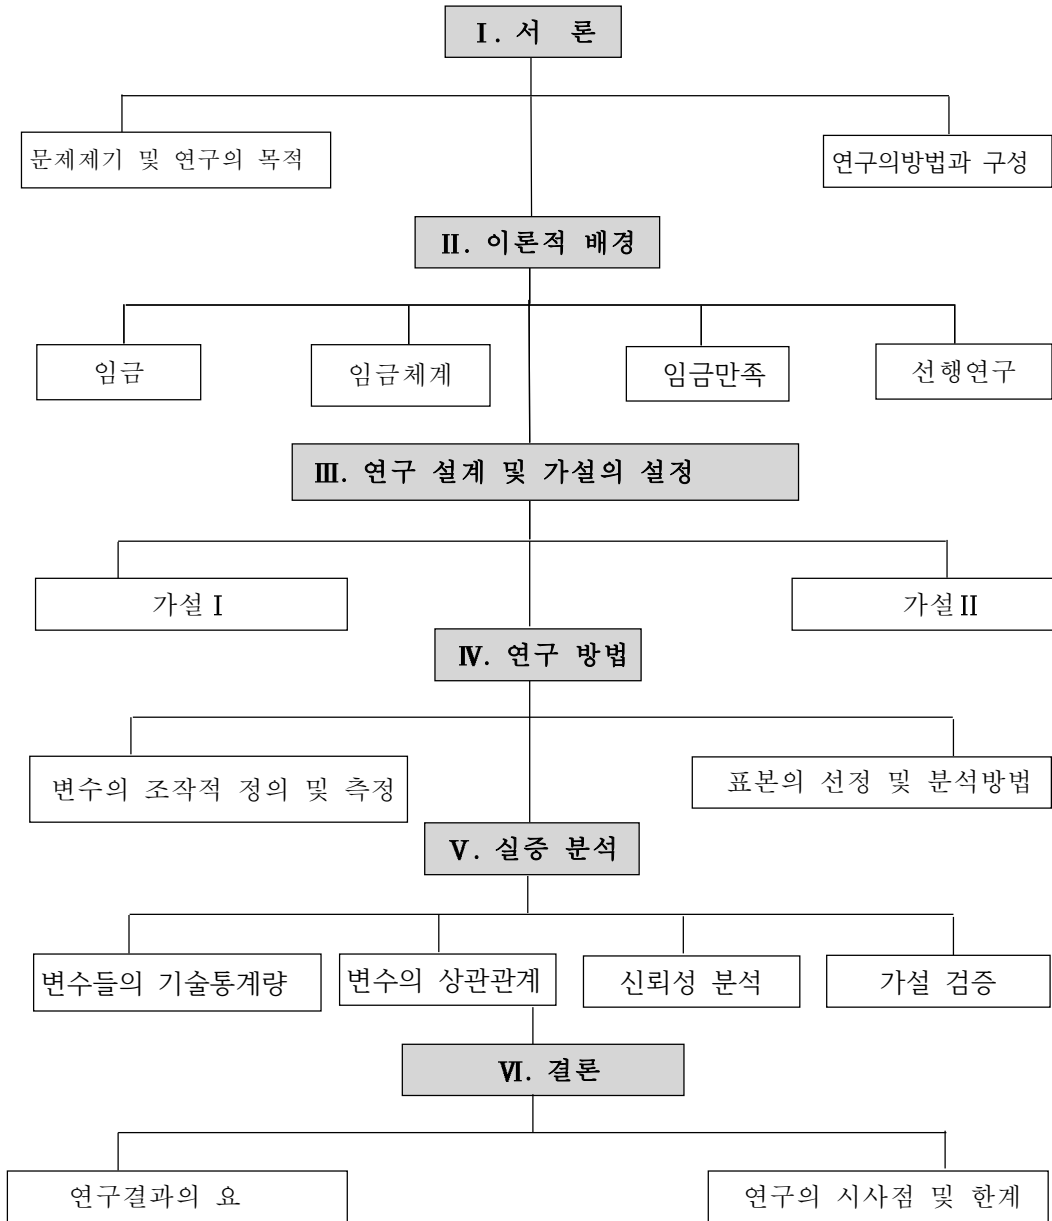 Ⅰ. 서 론
문제제기 및 연구의 목적
연구의방법과 구성
Ⅱ. 이론적 배경
임금
임금체계
임금만족
선행연구
Ⅲ. 연구 설계 및 가설의 설정
가설Ⅰ
가설Ⅱ
Ⅳ. 연구 방법
변수의 조작적 정의 및 측정
표본의 선정 및 분석방법
Ⅴ. 실증 분석
변수들의 기술통계량
변수의 상관관계
신뢰성 분석
가설 검증
Ⅵ. 결론
연구결과의 요
연구의 시사점 및 한계